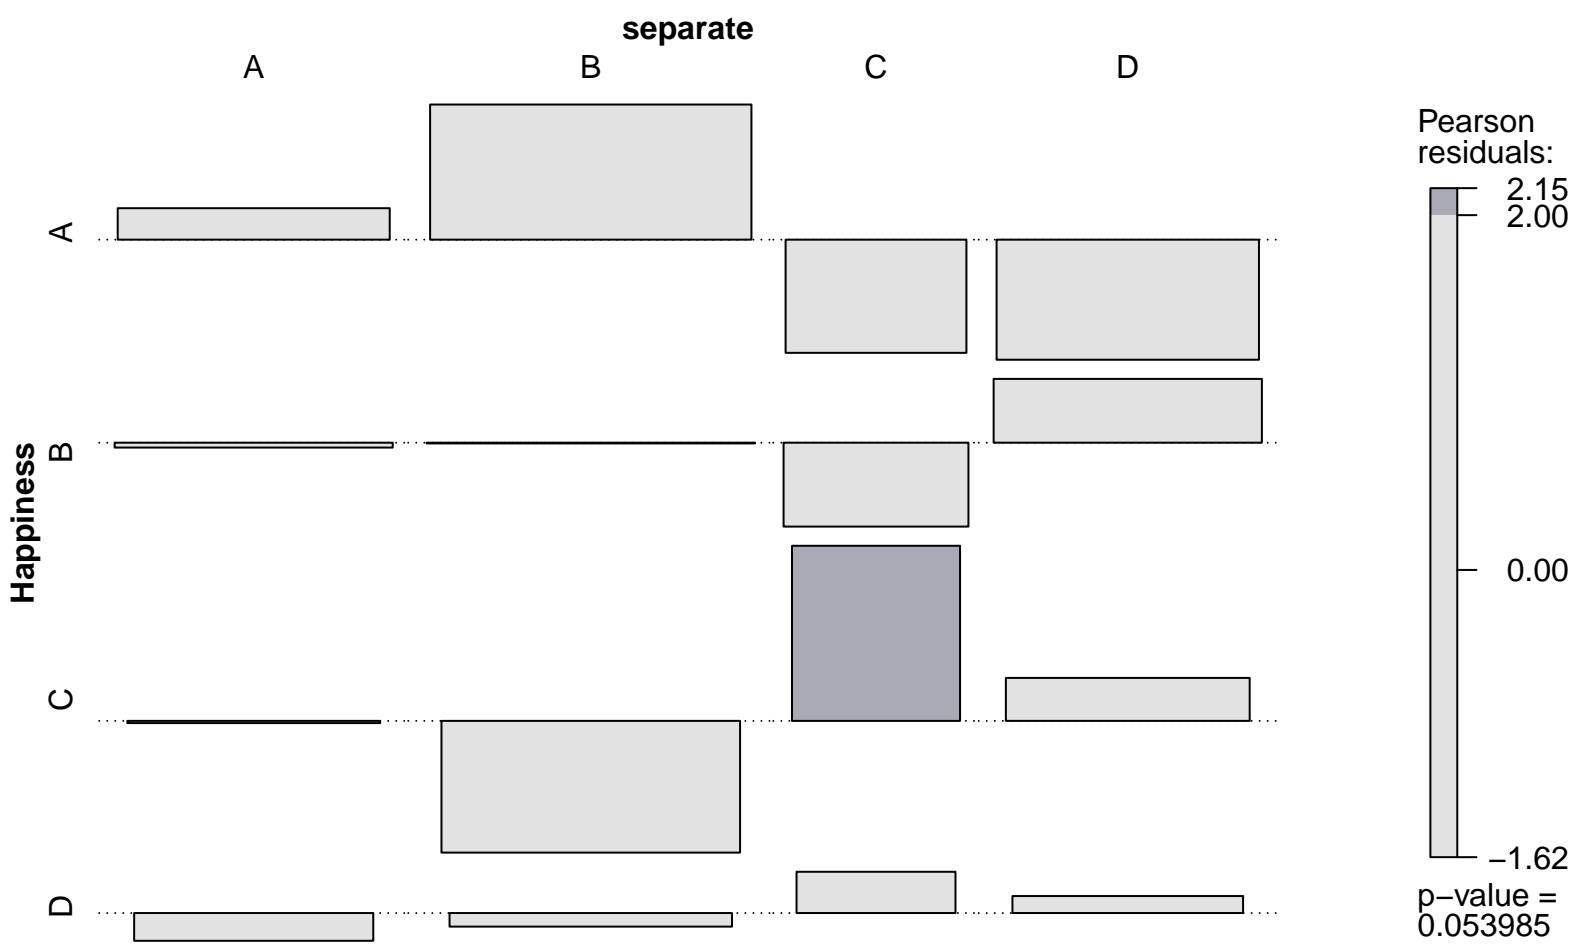 separate
A B C D
Happiness
A
B
C
D
Pearson
residuals:
2.15
2.00
0.00
−1.62
p−value =
0.053985